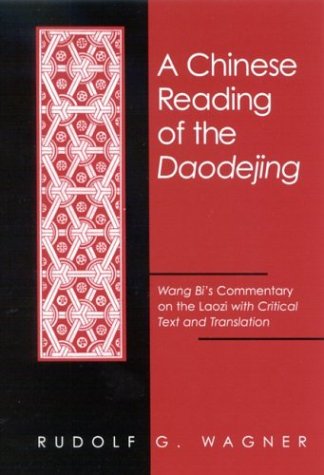 A Chinese
Reading
of the
Daodejing
Wang Bi's Commentary
on the Laozi with Critical
Text and Translation
RUDOLF G. WAGNER